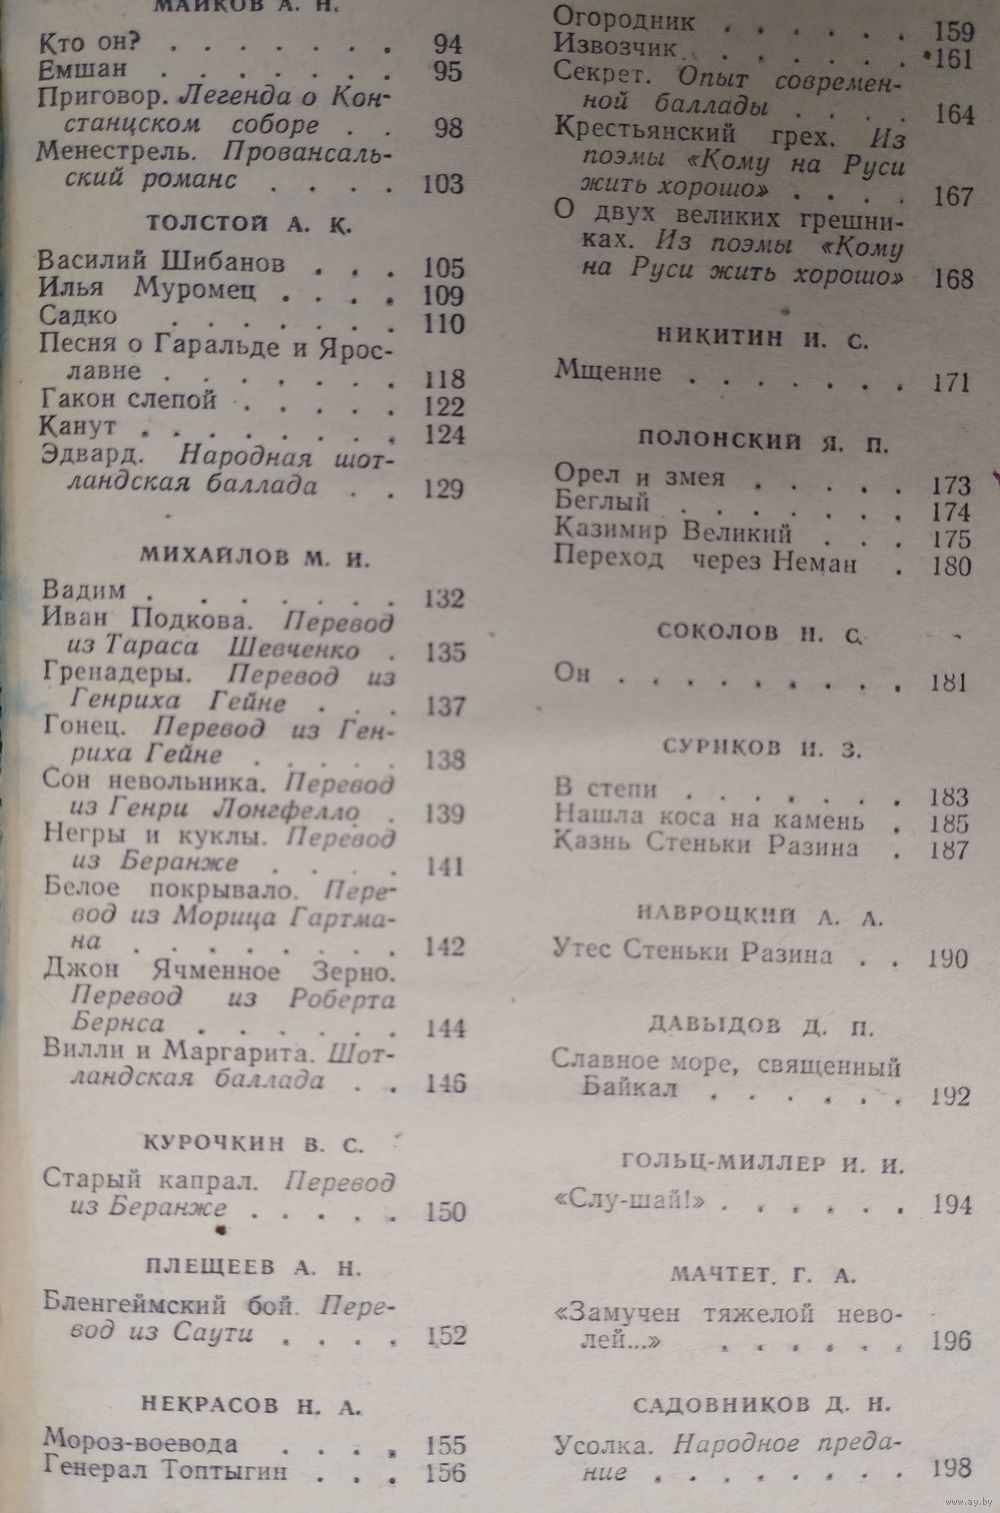 МАЙКОВ А. Н.
Кто он? . . . . . . . 94
Емшан . . . . . . . 95
Приговор. Легенда о Кон-
станцском соборе . . 98
Менестрель. Провансаль-
ский романс . . . . 103
ТОЛСТОЙ А. К.
Василий Шибанов . . . 105
Илья Муромец . . . . 109
Садко . . . . . . . 110
Песня о Гаральде и Ярос-
лавне . . . . . . . 118
Гакон слепой . . . . . 122
Канут . . . . . . . . 124
Эдвард. Народная шот-
ландская баллада . . 129
МИХАЙЛОВ М. И.
Вадим . . . . . . . 132
Иван Подкова. Перевод
из Тараса Шевченко . 135
Гренадеры. Перевод из
Генриха Гейне . . . 137
Гонец. Перевод из Ген-
риха Гейне . . . . . 138
Сон невольника. Перевод
из Генри Лонгфелло . 139
Негры и куклы. Перевод
из Беранже . . . . 141
Белое покрывало. Пере-
вод из Морица Гартма-
на . . . . . . . . 142
Джон Ячменное Зерно.
Перевод из Роберта
Бернса . . . . . . 144
Вилли и Маргарита. Шот-
ландская баллада . . 146
КУРОЧКИН В. С.
Старый капрал. Перевод
из Беранже . . . . . 150
ПЛЕЩЕЕВ А. Н.
Бленгеймский бой. Пере-
вод из Саути . . . . 152
НЕКРАСОВ Н. А.
Мороз-воевода . . . . 155
Генерал Топтыгин . . . 156
Огородник . . . . . . 159
Извозчик . . . . . . . 161
Секрет. Опыт современ-
ной баллады . . . . 164
Крестьянский грех. Из
поэмы «Кому на Руси
жить хорошо» . . . . 167
О двух великих грешни-
ках. Из поэмы «Кому
на Руси жить хорошо» 168
НИКИТИН И. С.
Мщение . . . . . . . 171
ПОЛОНСКИЙ Я. П.
Орел и змея . . . . . 173
Беглый . . . . . . . 174
Казимир Великий . . . 175
Переход через Неман . 180
СОКОЛОВ Н. С.
Он . . . . . . . . . 181
СУРИКОВ И. З.
В степи . . . . . . . 183
Нашла коса на камень . 185
Казнь Стеньки Разина . 187
НАВРОЦКИЙ А. А.
Утес Стеньки Разина . . 190
ДАВЫДОВ Д. П.
Славное море, священный
Байкал . . . . . . 192
ГОЛЬЦ-МИЛЛЕР И. И.
«Слу-шай!» . . . . . . 194
МАЧТЕТ. Г. А.
«Замучен тяжелой нево-
лей...» . . . . . . 196
САДОВНИКОВ Д. Н.
Усолка. Народное преда-
ние . . . . . . . . 198
www.ay.by